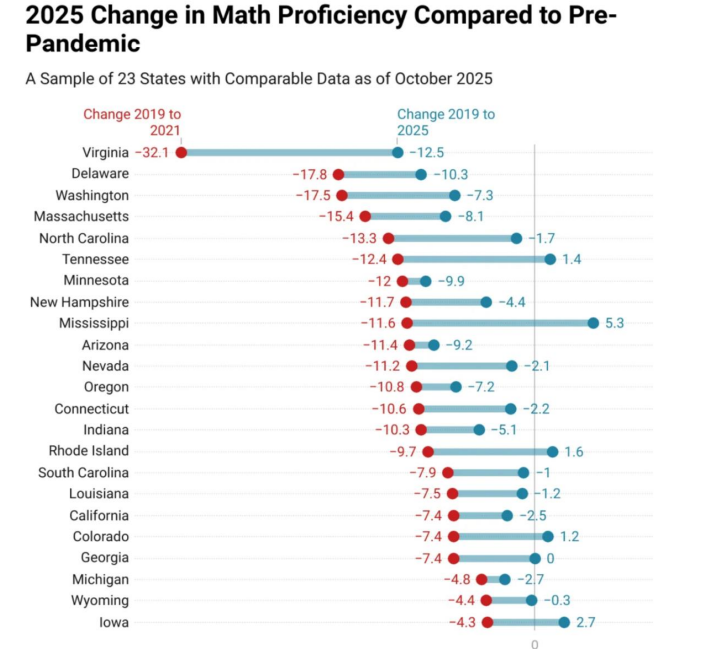 2025 Change in Math Proficiency Compared to Pre-
Pandemic
A Sample of 23 States with Comparable Data as of October 2025
Change 2019 to
2021
Change 2019 to
2025
Virginia −32.1 −12.5
Delaware −17.8 −10.3
Washington −17.5 −7.3
Massachusetts −15.4 −8.1
North Carolina −13.3 −1.7
Tennessee −12.4 1.4
Minnesota −12 −9.9
New Hampshire −11.7 −4.4
Mississippi −11.6 5.3
Arizona −11.4 −9.2
Nevada −11.2 −2.1
Oregon −10.8 −7.2
Connecticut −10.6 −2.2
Indiana −10.3 −5.1
Rhode Island −9.7 1.6
South Carolina −7.9 −1
Louisiana −7.5 −1.2
California −7.4 −2.5
Colorado −7.4 1.2
Georgia −7.4 0
Michigan −4.8 −2.7
Wyoming −4.4 −0.3
Iowa −4.3 2.7
0